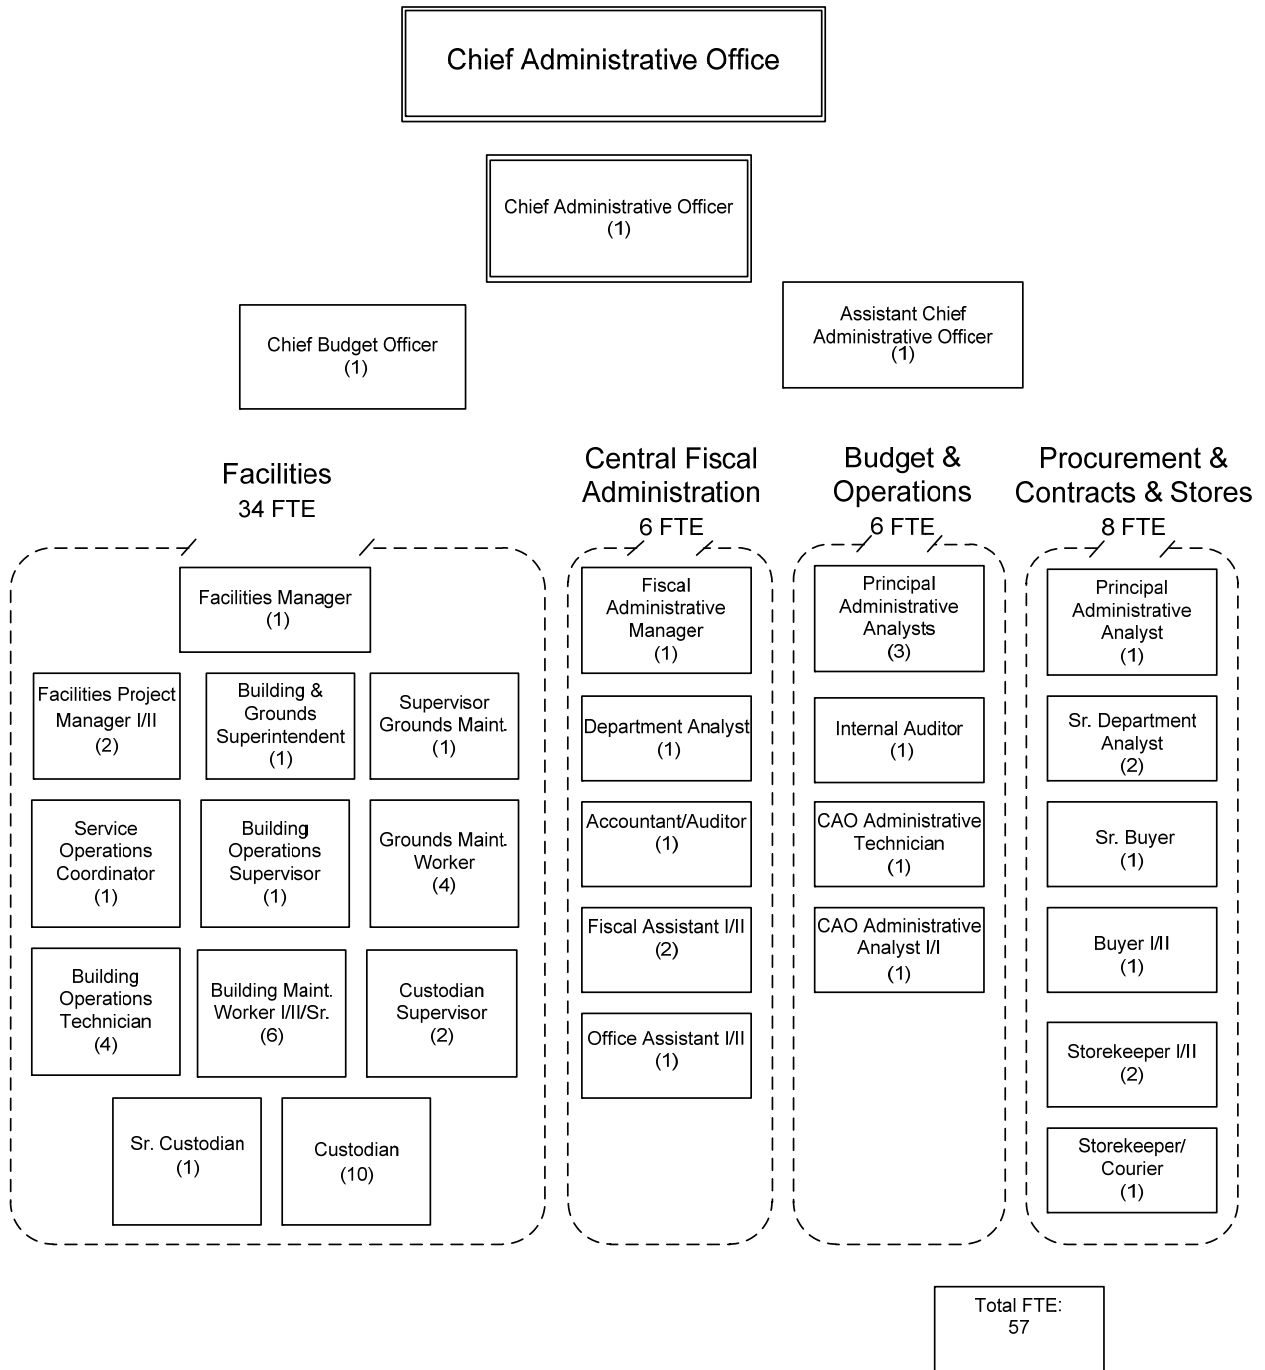 Chief Administrative Office
Chief Administrative Officer
(1)
Chief Budget Officer
(1)
Assistant Chief
Administrative Officer
(1)
Facilities
34 FTE
Facilities Manager
(1)
Facilities Project
Manager I/II
(2)
Building &
Grounds
Superintendent
(1)
Supervisor
Grounds Maint.
(1)
Service
Operations
Coordinator
(1)
Building
Operations
Supervisor
(1)
Grounds Maint.
Worker
(4)
Building
Operations
Technician
(4)
Building Maint.
Worker I/II/Sr.
(6)
Custodian
Supervisor
(2)
Sr. Custodian
(1)
Custodian
(10)
Central Fiscal
Administration
6 FTE
Fiscal
Administrative
Manager
(1)
Department Analyst
(1)
Accountant/Auditor
(1)
Fiscal Assistant I/II
(2)
Office Assistant I/II
(1)
Budget &
Operations
6 FTE
Principal
Administrative
Analysts
(3)
Internal Auditor
(1)
CAO Administrative
Technician
(1)
CAO Administrative
Analyst I/I
(1)
Procurement &
Contracts & Stores
8 FTE
Principal
Administrative
Analyst
(1)
Sr. Department
Analyst
(2)
Sr. Buyer
(1)
Buyer I/II
(1)
Storekeeper I/II
(2)
Storekeeper/
Courier
(1)
Total FTE:
57